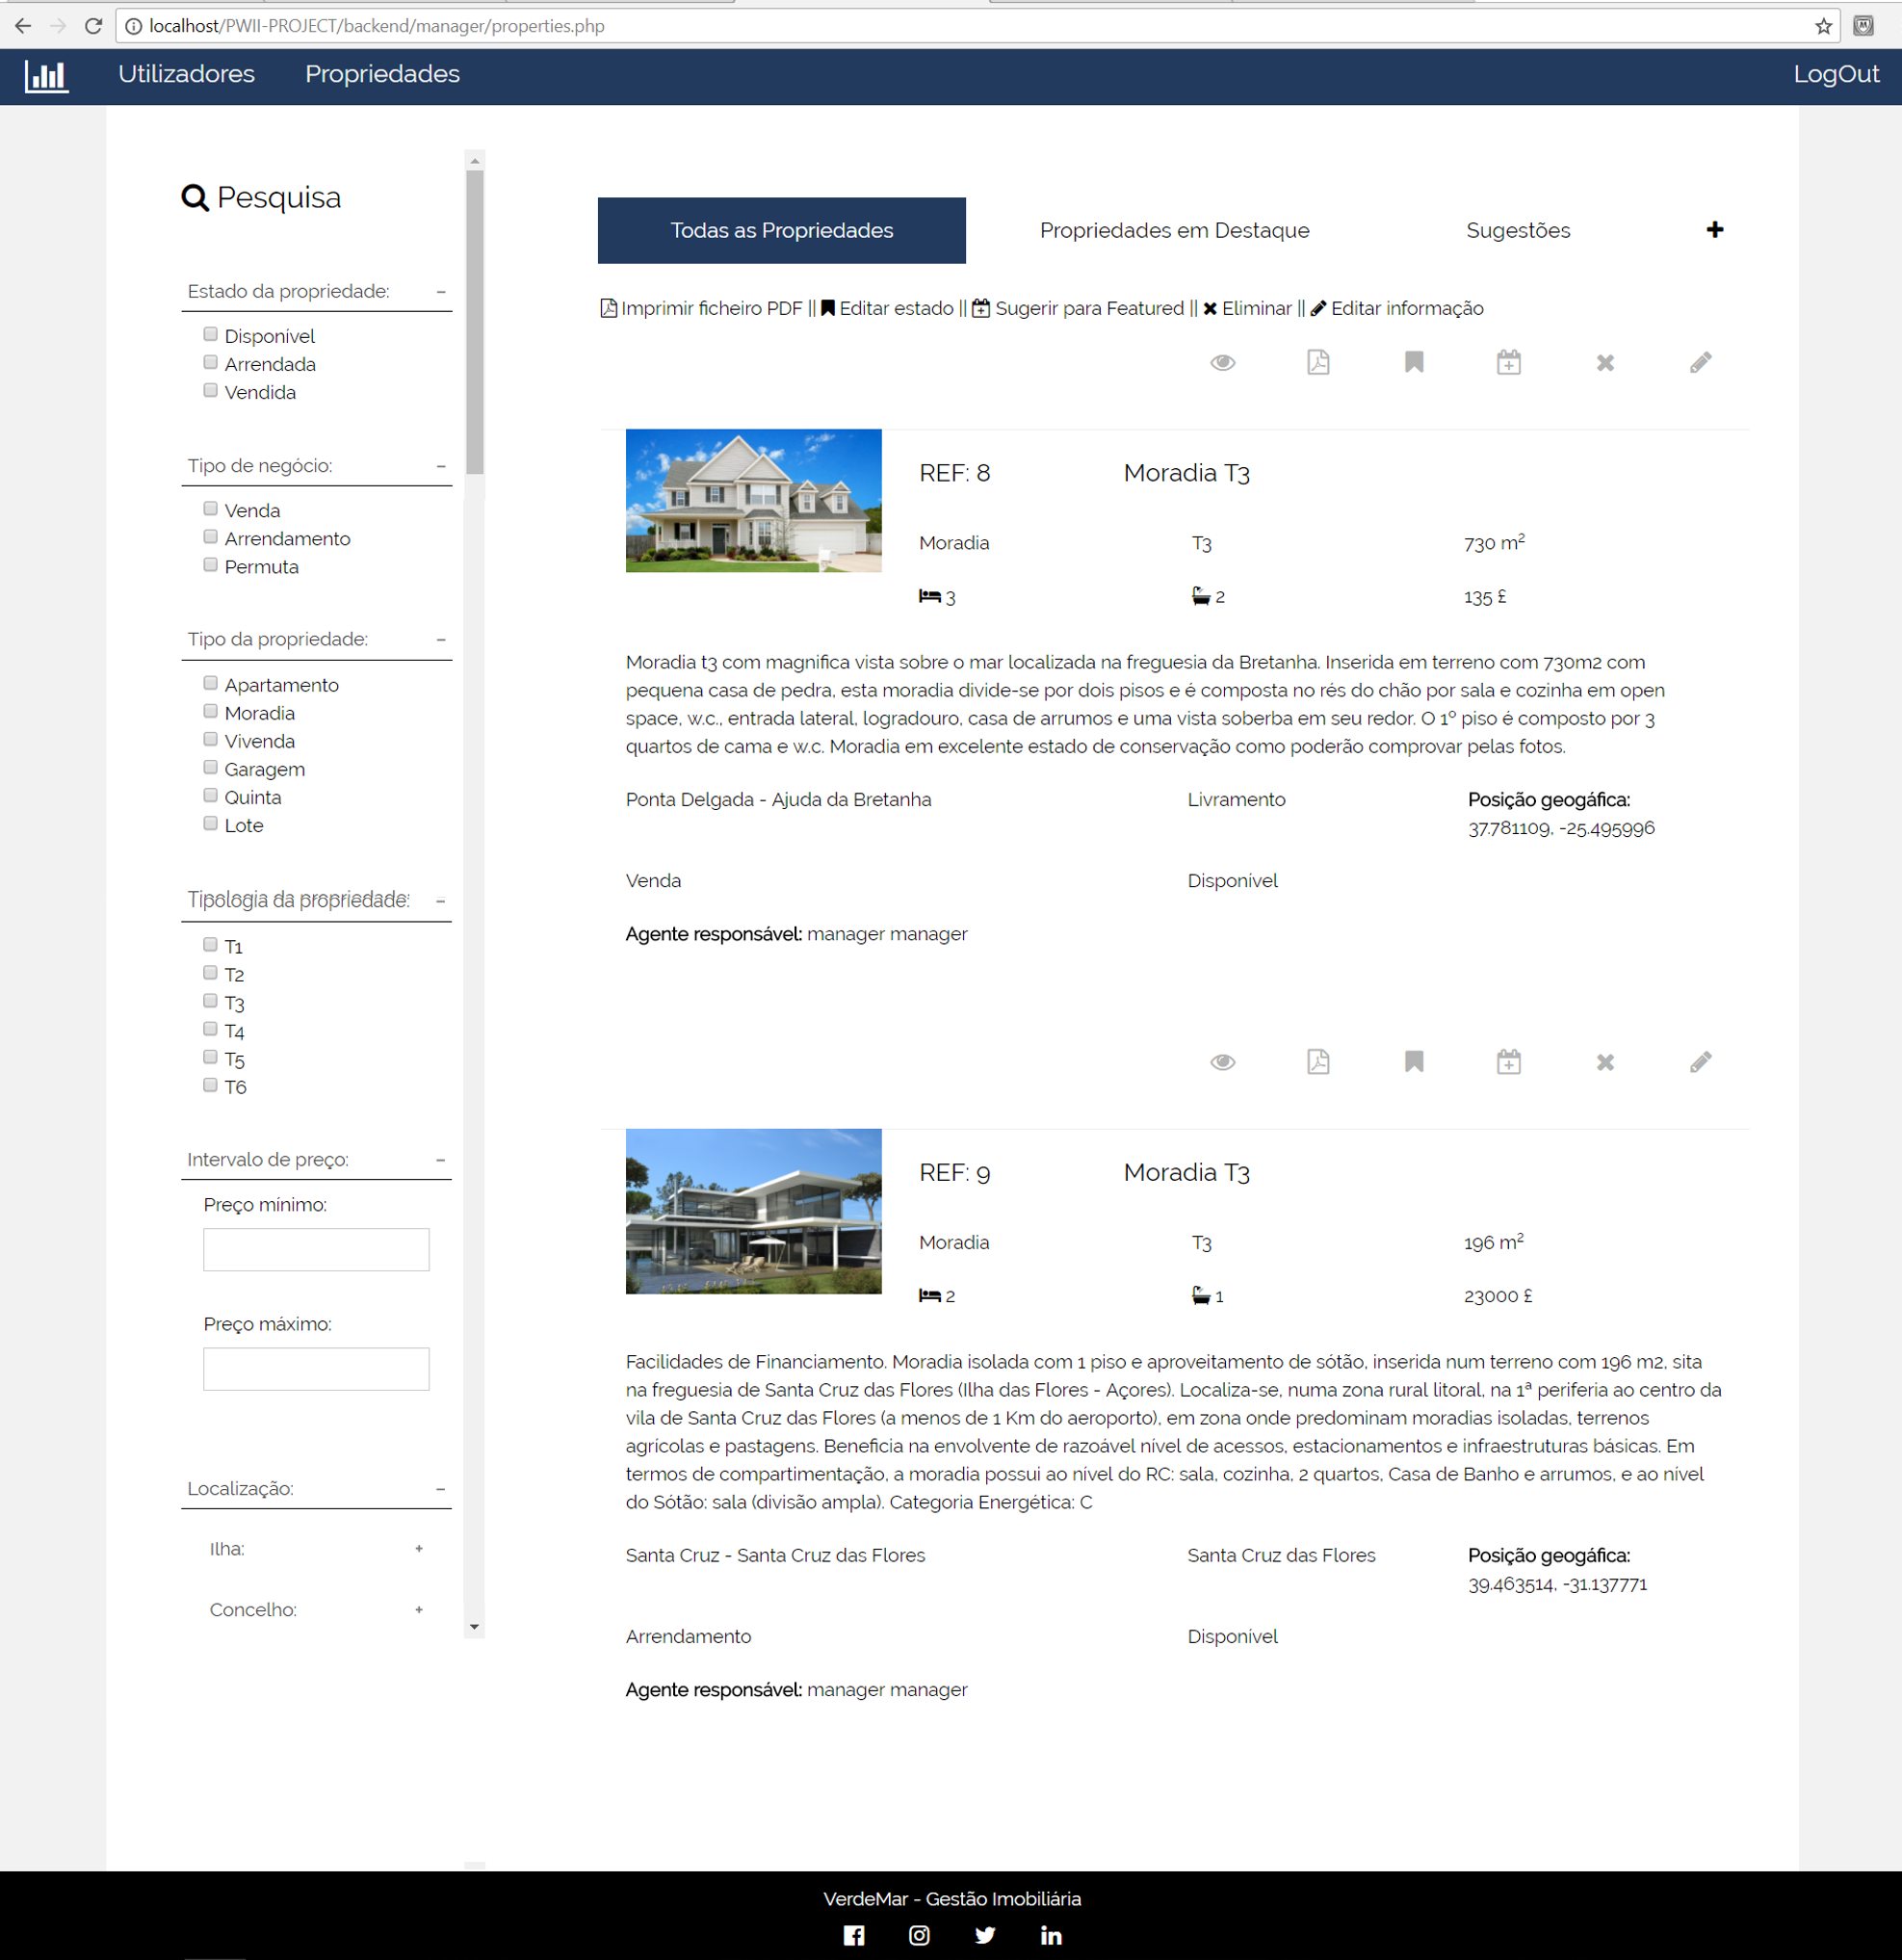 localhost/PWII-PROJECT/backend/manager/properties.php
Utilizadores Propriedades LogOut
Pesquisa
Estado da propriedade: –
Disponível
Arrendada
Vendida
Tipo de negócio: –
Venda
Arrendamento
Permuta
Tipo da propriedade: –
Apartamento
Moradia
Vivenda
Garagem
Quinta
Lote
Tipologia da propriedade: –
T1
T2
T3
T4
T5
T6
Intervalo de preço: –
Preço mínimo:
Preço máximo:
Localização: –
Ilha: +
Concelho: +
Todas as Propriedades Propriedades em Destaque Sugestões +
Imprimir ficheiro PDF || Editar estado || Sugerir para Featured || Eliminar || Editar informação
REF: 8 Moradia T3
Moradia T3 730 m²
3 2 135 £
Moradia t3 com magnifica vista sobre o mar localizada na freguesia da Bretanha. Inserida em terreno com 730m2 com
pequena casa de pedra, esta moradia divide-se por dois pisos e é composta no rés do chão por sala e cozinha em open
space, w.c., entrada lateral, logradouro, casa de arrumos e uma vista soberba em seu redor. O 1º piso é composto por 3
quartos de cama e w.c. Moradia em excelente estado de conservação como poderão comprovar pelas fotos.
Ponta Delgada - Ajuda da Bretanha Livramento Posição geogáfica:
37.781109, -25.495996
Venda Disponível
Agente responsável: manager manager
REF: 9 Moradia T3
Moradia T3 196 m²
2 1 23000 £
Facilidades de Financiamento. Moradia isolada com 1 piso e aproveitamento de sótão, inserida num terreno com 196 m2, sita
na freguesia de Santa Cruz das Flores (Ilha das Flores - Açores). Localiza-se, numa zona rural litoral, na 1ª periferia ao centro da
vila de Santa Cruz das Flores (a menos de 1 Km do aeroporto), em zona onde predominam moradias isoladas, terrenos
agrícolas e pastagens. Beneficia na envolvente de razoável nível de acessos, estacionamentos e infraestruturas básicas. Em
termos de compartimentação, a moradia possui ao nível do RC: sala, cozinha, 2 quartos, Casa de Banho e arrumos, e ao nível
do Sótão: sala (divisão ampla). Categoria Energética: C
Santa Cruz - Santa Cruz das Flores Santa Cruz das Flores Posição geogáfica:
39.463514, -31.137771
Arrendamento Disponível
Agente responsável: manager manager
VerdeMar - Gestão Imobiliária